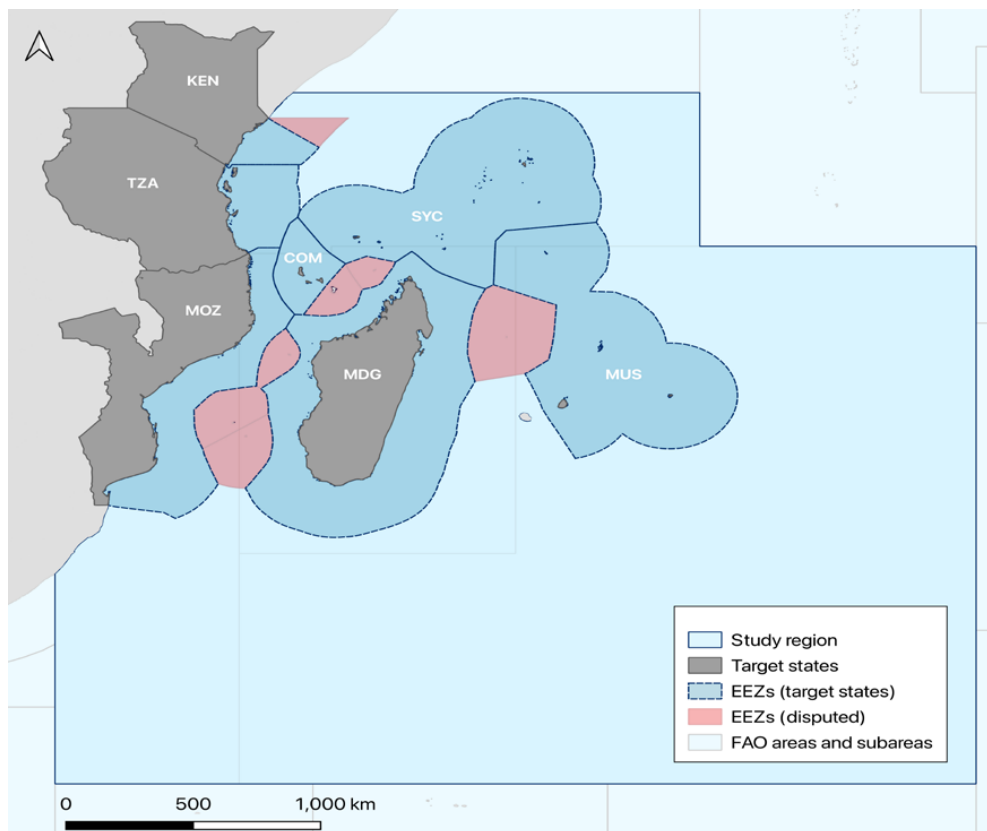 KEN
TZA
SYC
COM
MOZ
MDG
MUS
Study region
Target states
EEZs (target states)
EEZs (disputed)
FAO areas and subareas
0 500 1,000 km